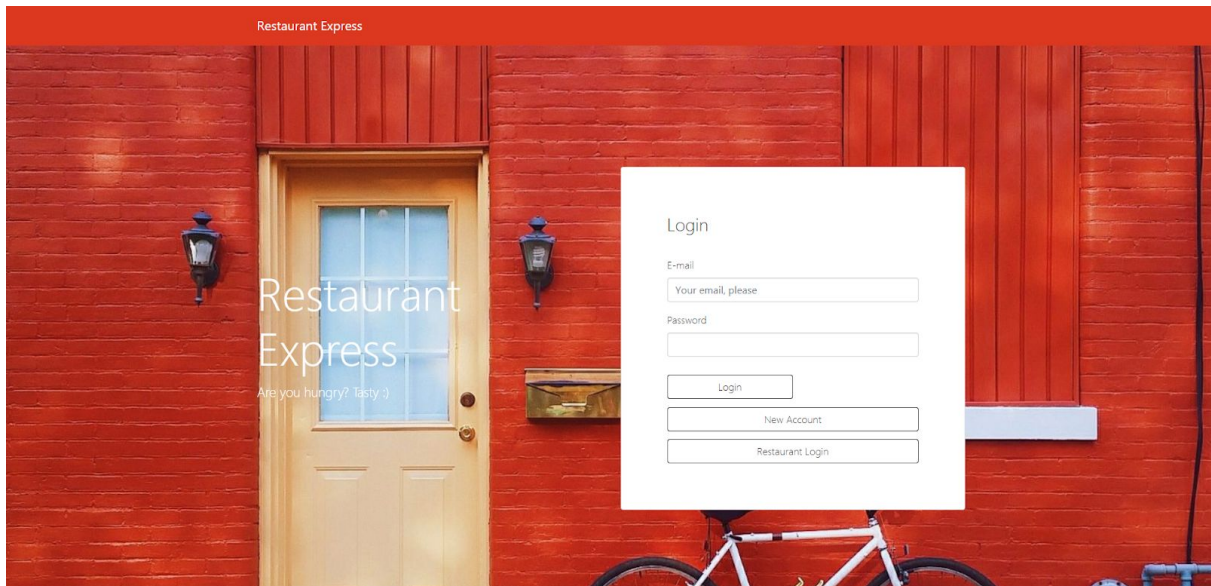 Restaurant Express
Restaurant
Express
Are you hungry? Tasty :)
Login
E-mail
Your email, please
Password
Login
New Account
Restaurant Login